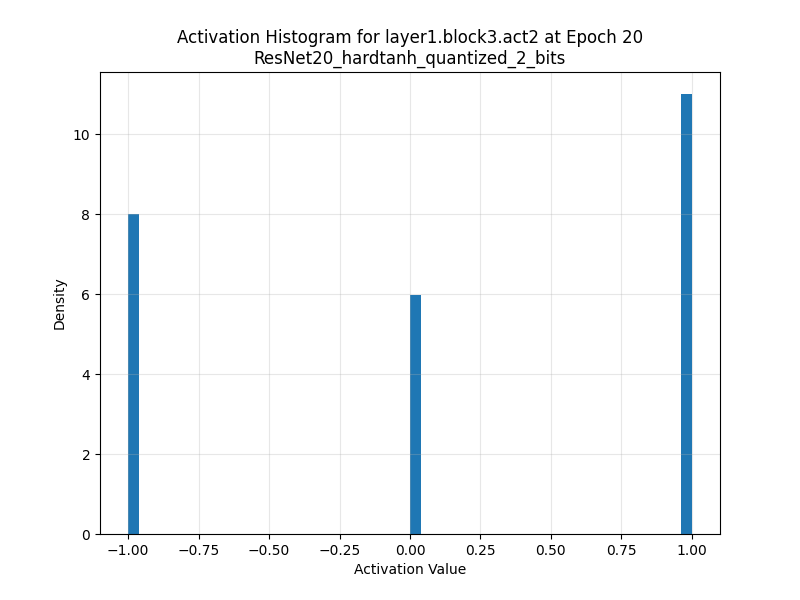 Activation Histogram for layer1.block3.act2 at Epoch 20
ResNet20_hardtanh_quantized_2_bits
10
8
6
4
2
0
Density
−1.00 −0.75 −0.50 −0.25 0.00 0.25 0.50 0.75 1.00
Activation Value